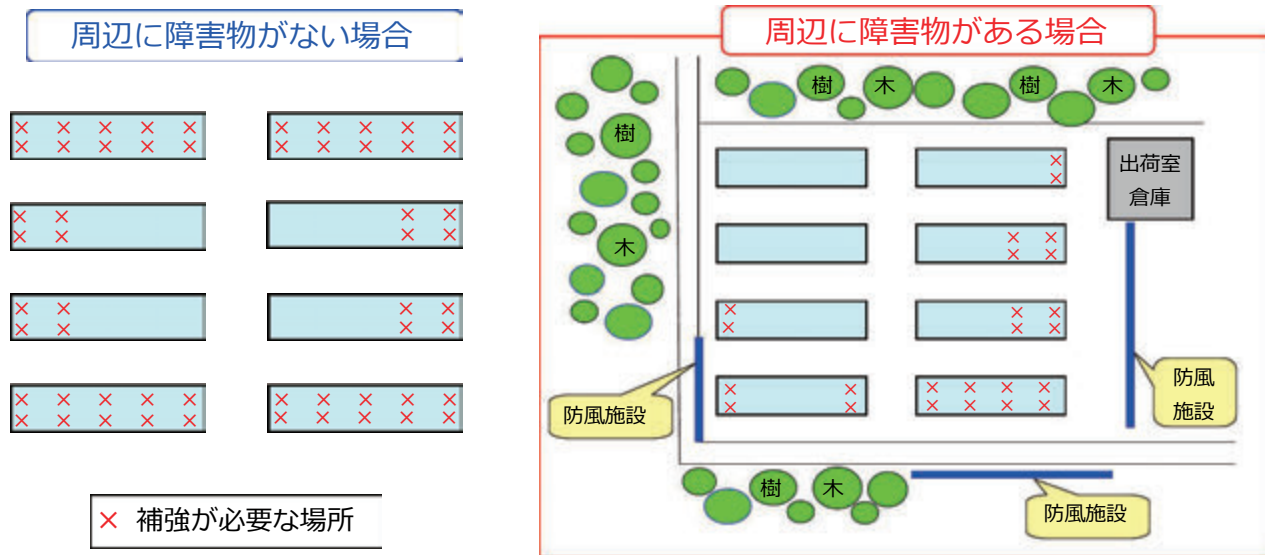 周辺に障害物がない場合
× 補強が必要な場所
周辺に障害物がある場合
樹
木
樹
木
樹
木
出荷室
倉庫
防風施設
防風
施設
樹
木
防風施設